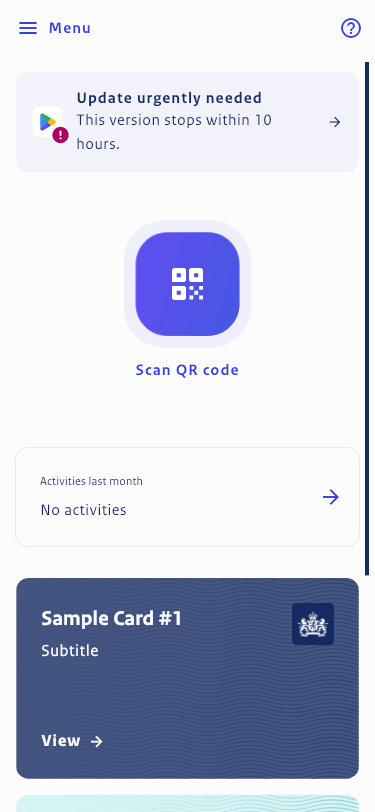 Menu
Update urgently needed
This version stops within 10
hours.
Scan QR code
Activities last month
No activities
Sample Card #1
Subtitle
View